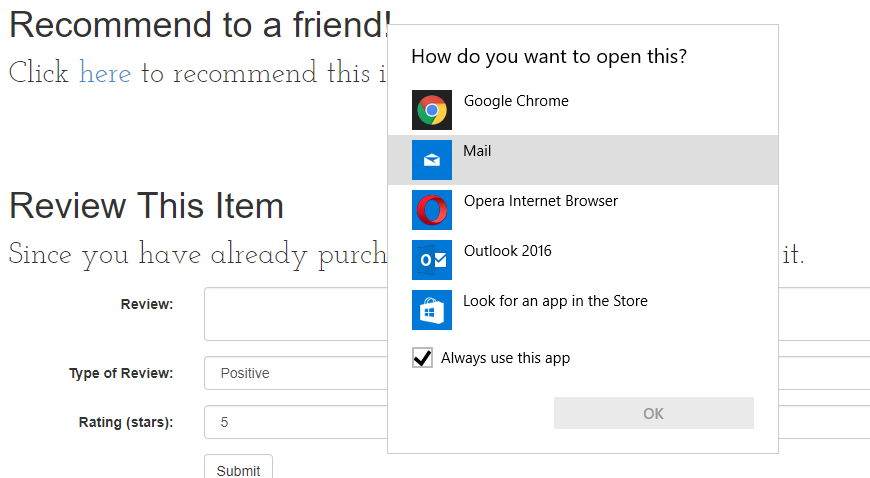 Recommend to a friend!
Click here to recommend this i
How do you want to open this?
Google Chrome
Mail
Opera Internet Browser
Outlook 2016
Look for an app in the Store
Always use this app
OK
Review This Item
Since you have already purch it.
Review:
Type of Review: Positive
Rating (stars): 5
Submit